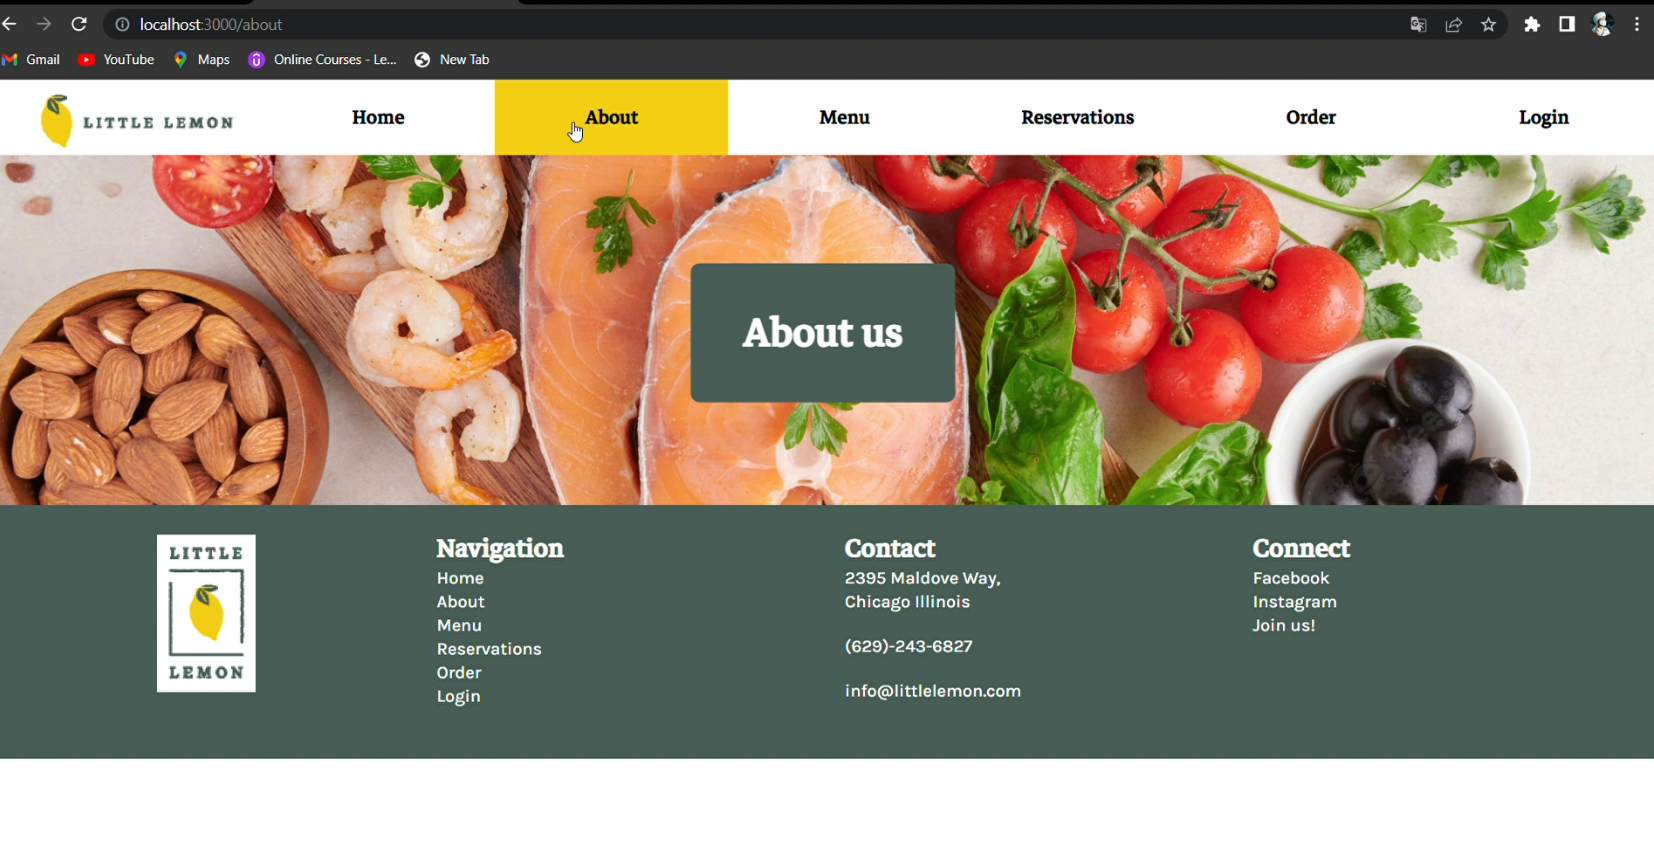 localhost:3000/about
Gmail YouTube Maps Online Courses - Le... New Tab
LITTLE LEMON Home About Menu Reservations Order Login
About us
LITTLE
LEMON
Navigation
Home
About
Menu
Reservations
Order
Login
Contact
2395 Maldove Way,
Chicago Illinois
(629)-243-6827
info@littlelemon.com
Connect
Facebook
Instagram
Join us!